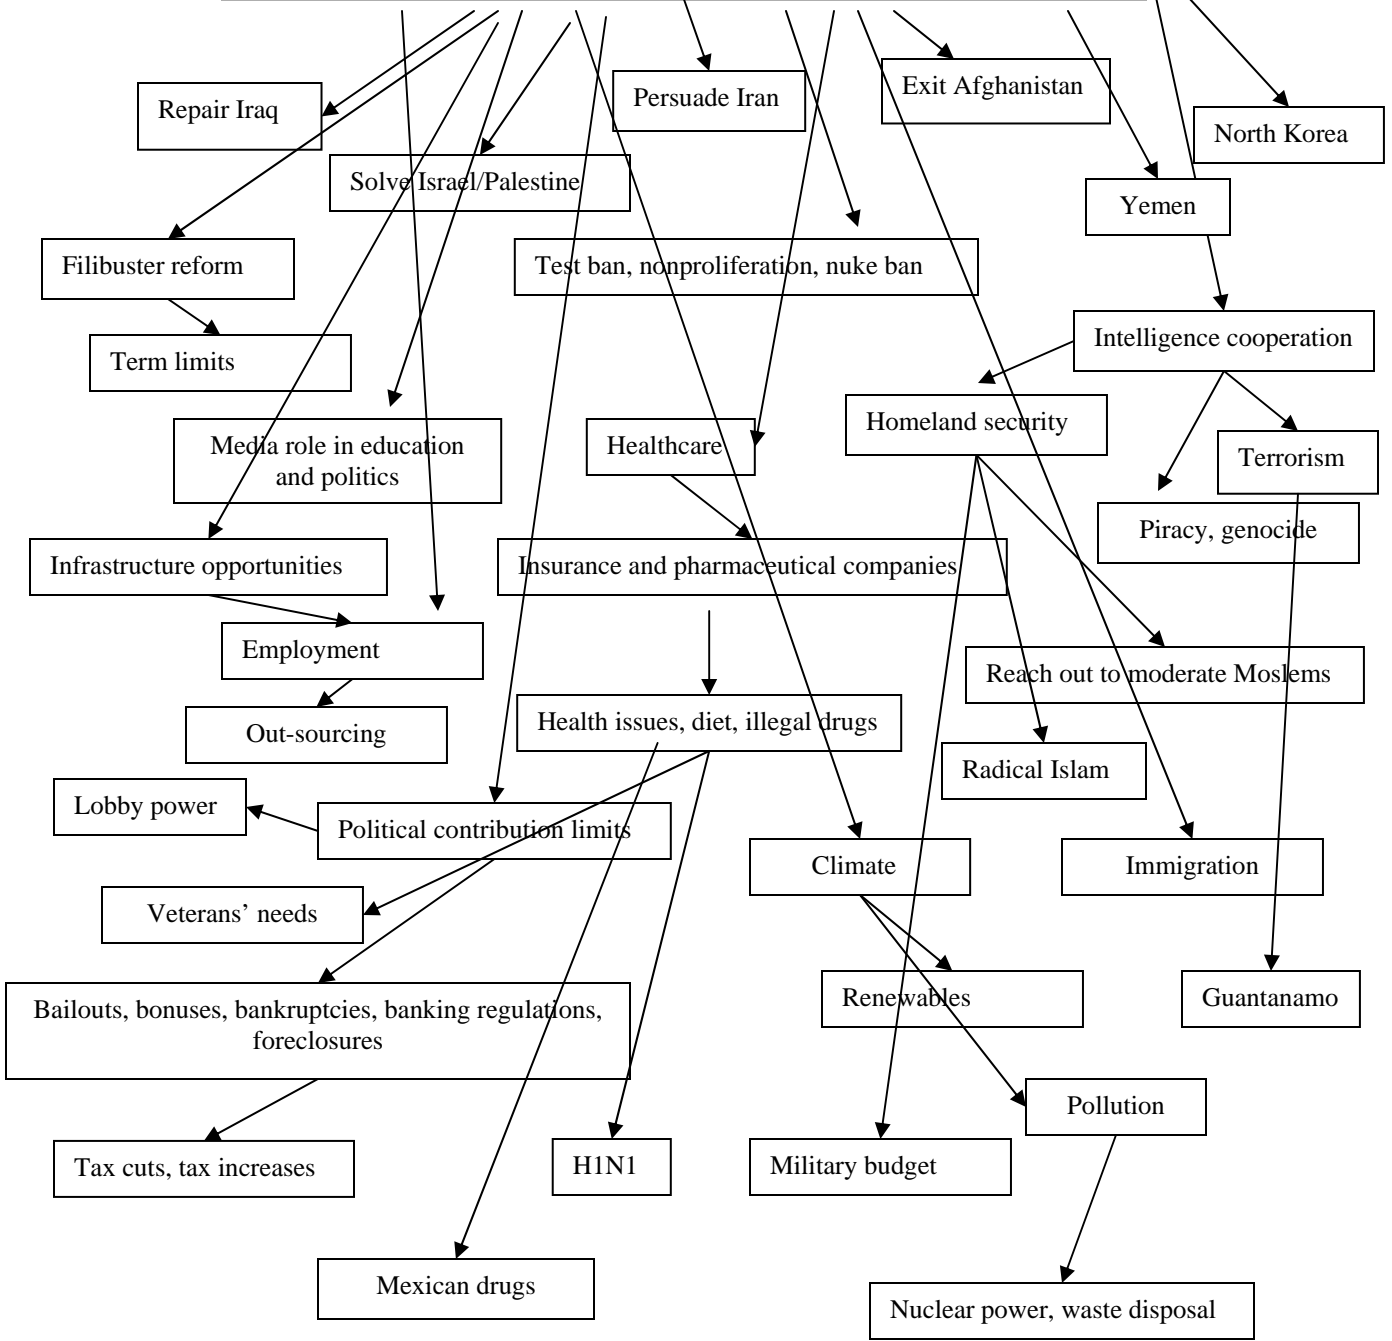 Exit Afghanistan
Persuade Iran
Repair Iraq
North Korea
Solve Israel/Palestine
Yemen
Filibuster reform
Test ban, nonproliferation, nuke ban
Intelligence cooperation
Term limits
Homeland security
Media role in education
and politics
Healthcare
Terrorism
Piracy, genocide
Infrastructure opportunities
Insurance and pharmaceutical companies
Employment
Reach out to moderate Moslems
Out-sourcing
Health issues, diet, illegal drugs
Radical Islam
Lobby power
Political contribution limits
Climate
Immigration
Veterans’ needs
Renewables
Guantanamo
Bailouts, bonuses, bankruptcies, banking regulations,
foreclosures
Pollution
Tax cuts, tax increases
H1N1
Military budget
Mexican drugs
Nuclear power, waste disposal